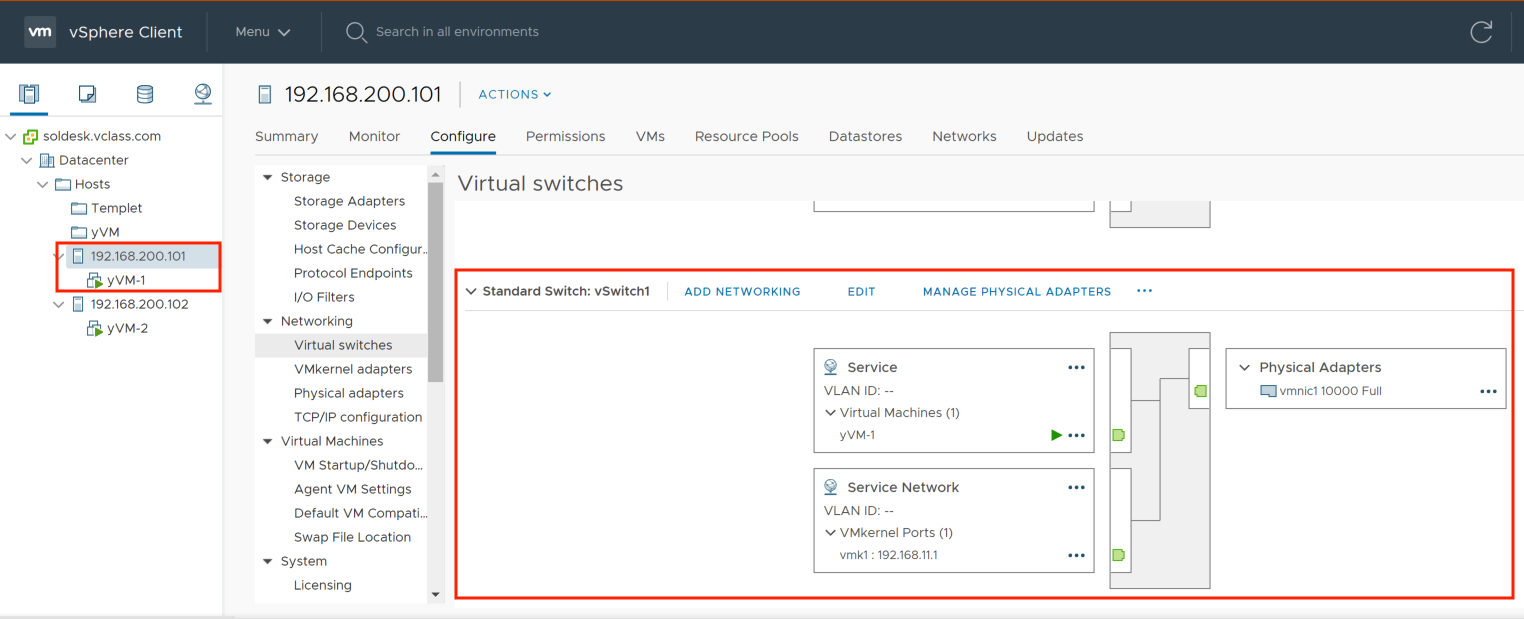 vm vSphere Client Menu Search in all environments
192.168.200.101 ACTIONS
Summary Monitor Configure Permissions VMs Resource Pools Datastores Networks Updates
soldesk.vclass.com
Datacenter
Hosts
Templet
yVM
192.168.200.101
yVM-1
192.168.200.102
yVM-2
Storage
Storage Adapters
Storage Devices
Host Cache Configur..
Protocol Endpoints
I/O Filters
Networking
Virtual switches
VMkernel adapters
Physical adapters
TCP/IP configuration
Virtual Machines
VM Startup/Shutdo...
Agent VM Settings
Default VM Compati...
Swap File Location
System
Licensing
Virtual switches
Standard Switch: vSwitch1 ADD NETWORKING EDIT MANAGE PHYSICAL ADAPTERS ...
Service ...
VLAN ID: --
Virtual Machines (1)
yVM-1 ...
Service Network ...
VLAN ID: --
VMkernel Ports (1)
vmk1 : 192.168.11.1 ...
Physical Adapters
vmnic1 10000 Full ...